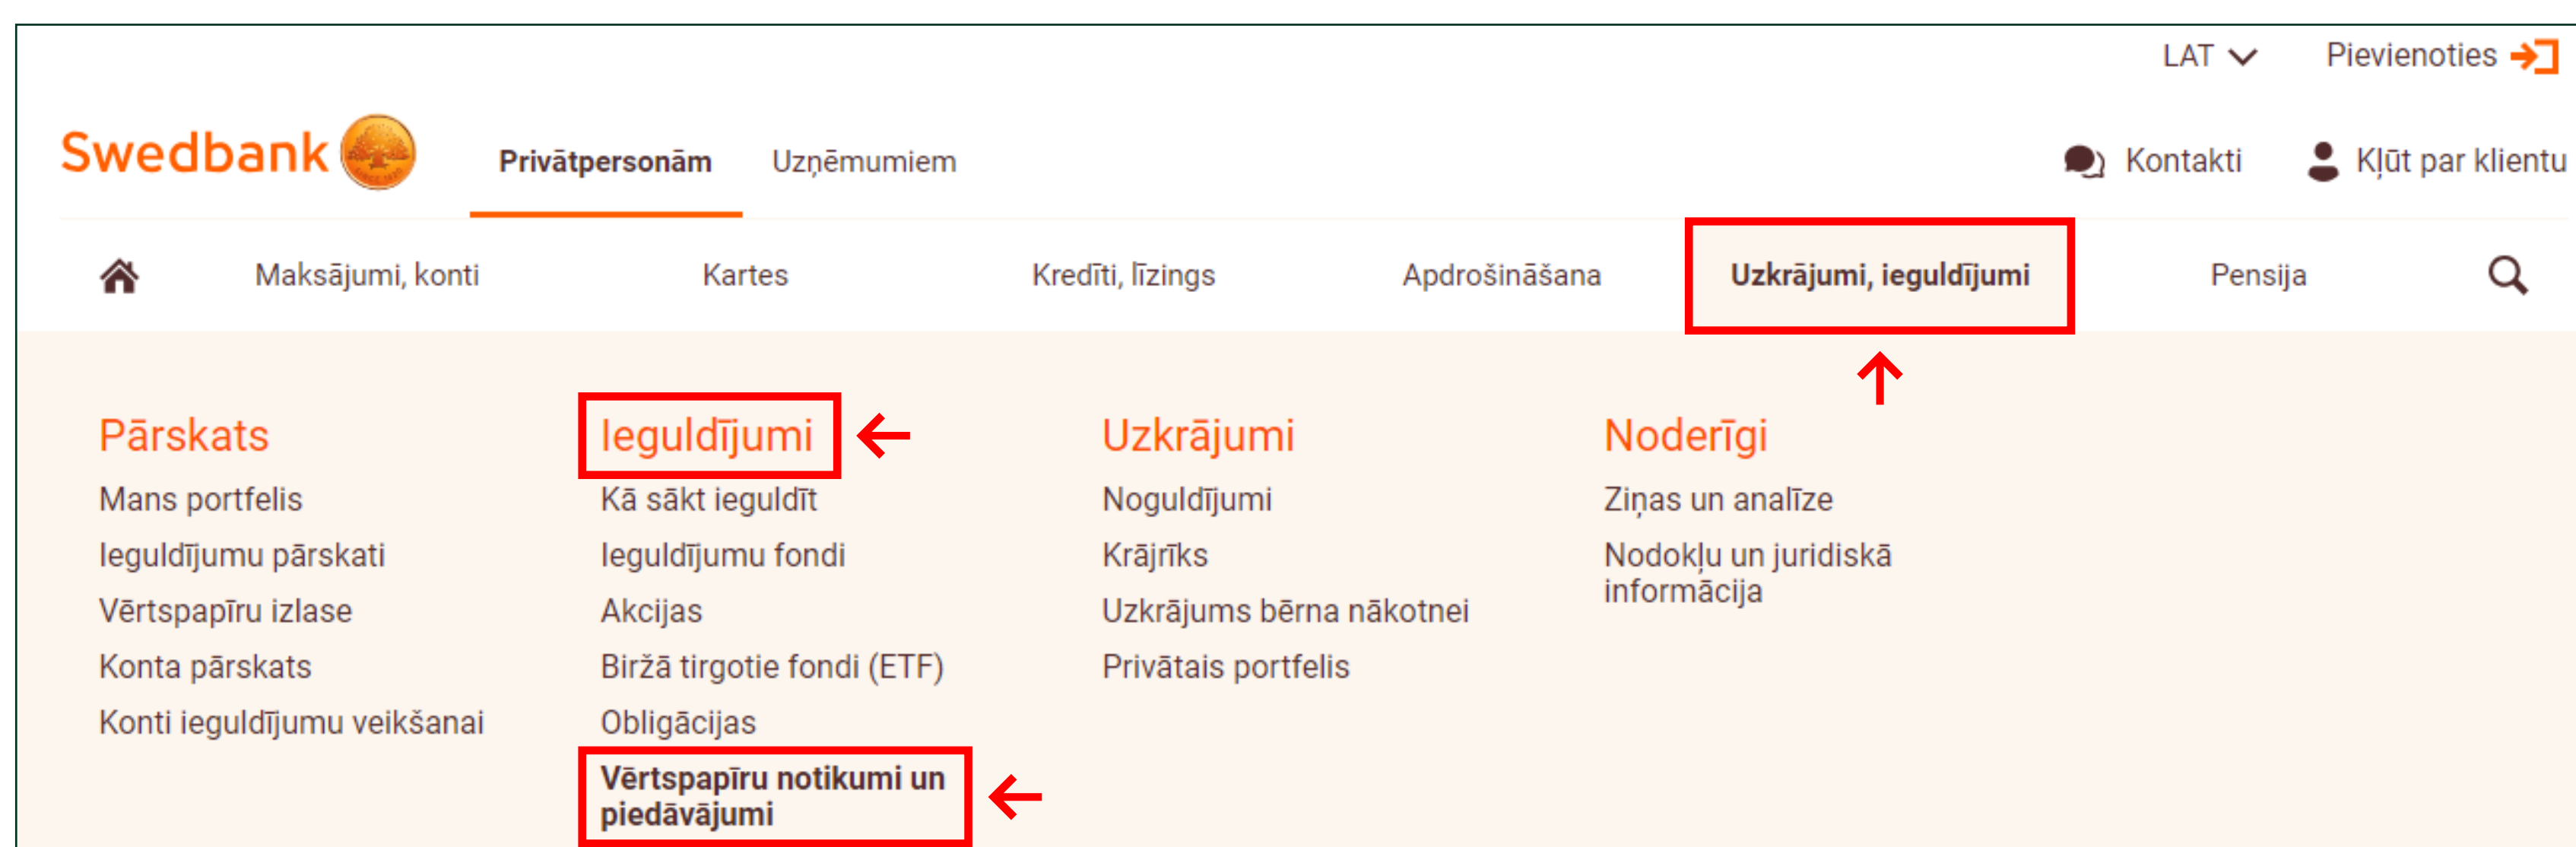 LAT Pievienoties
Swedbank Privātpersonām Uzņēmumiem Kontakti Kļūt par klientu
Maksājumi, konti Kartes Kredīti, līzings Apdrošināšana Uzkrājumi, ieguldījumi Pensija
Pārskats
Mans portfelis
Ieguldījumu pārskati
Vērtspapīru izlase
Konta pārskats
Konti ieguldījumu veikšanai
Ieguldījumi
Kā sākt ieguldīt
Ieguldījumu fondi
Akcijas
Biržā tirgotie fondi (ETF)
Obligācijas
Vērtspapīru notikumi un
piedāvājumi
Uzkrājumi
Noguldījumi
Krājrīks
Uzkrājums bērna nākotnei
Privātais portfelis
Noderīgi
Ziņas un analīze
Nodokļu un juridiskā
informācija